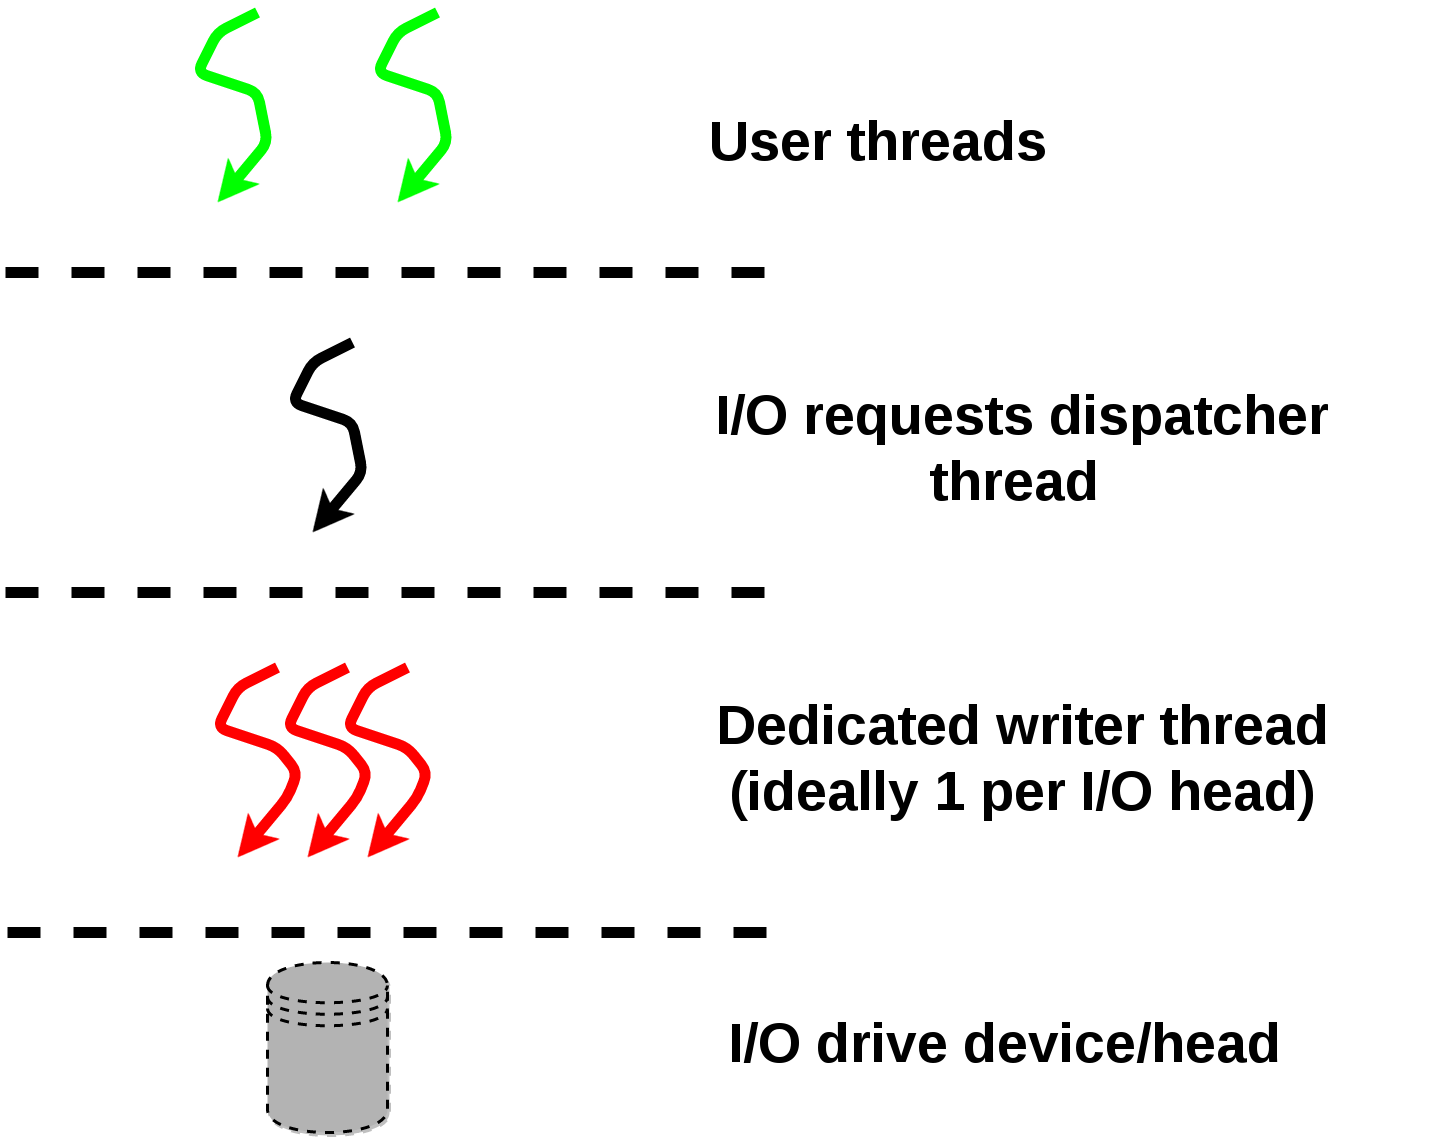 User threads
I/O requests dispatcher
thread
Dedicated writer thread
(ideally 1 per I/O head)
I/O drive device/head